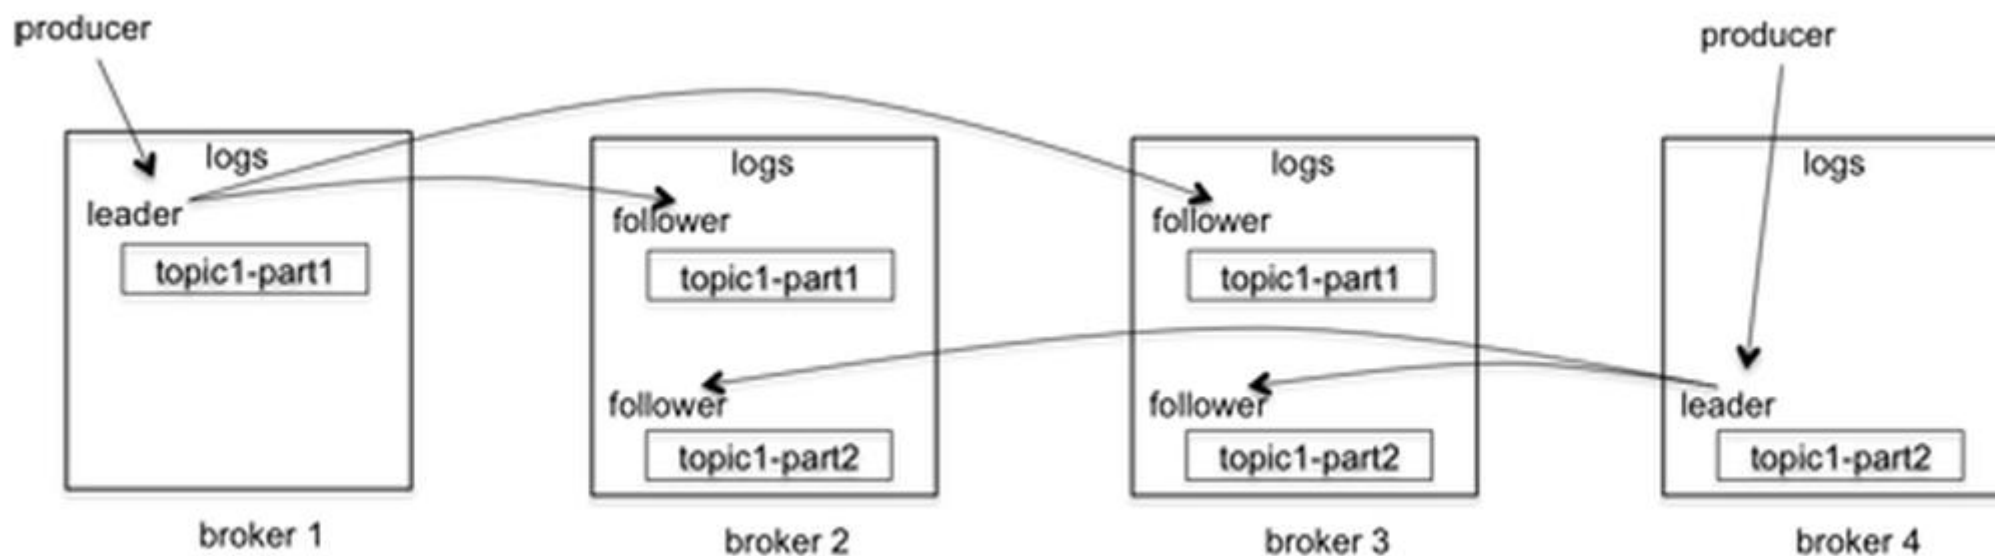 producer
producer
logs
logs
logs
logs
leader
follower
follower
topic1-part1
topic1-part1
topic1-part1
follower
follower
leader
topic1-part2
topic1-part2
topic1-part2
broker 1
broker 2
broker 3
broker 4